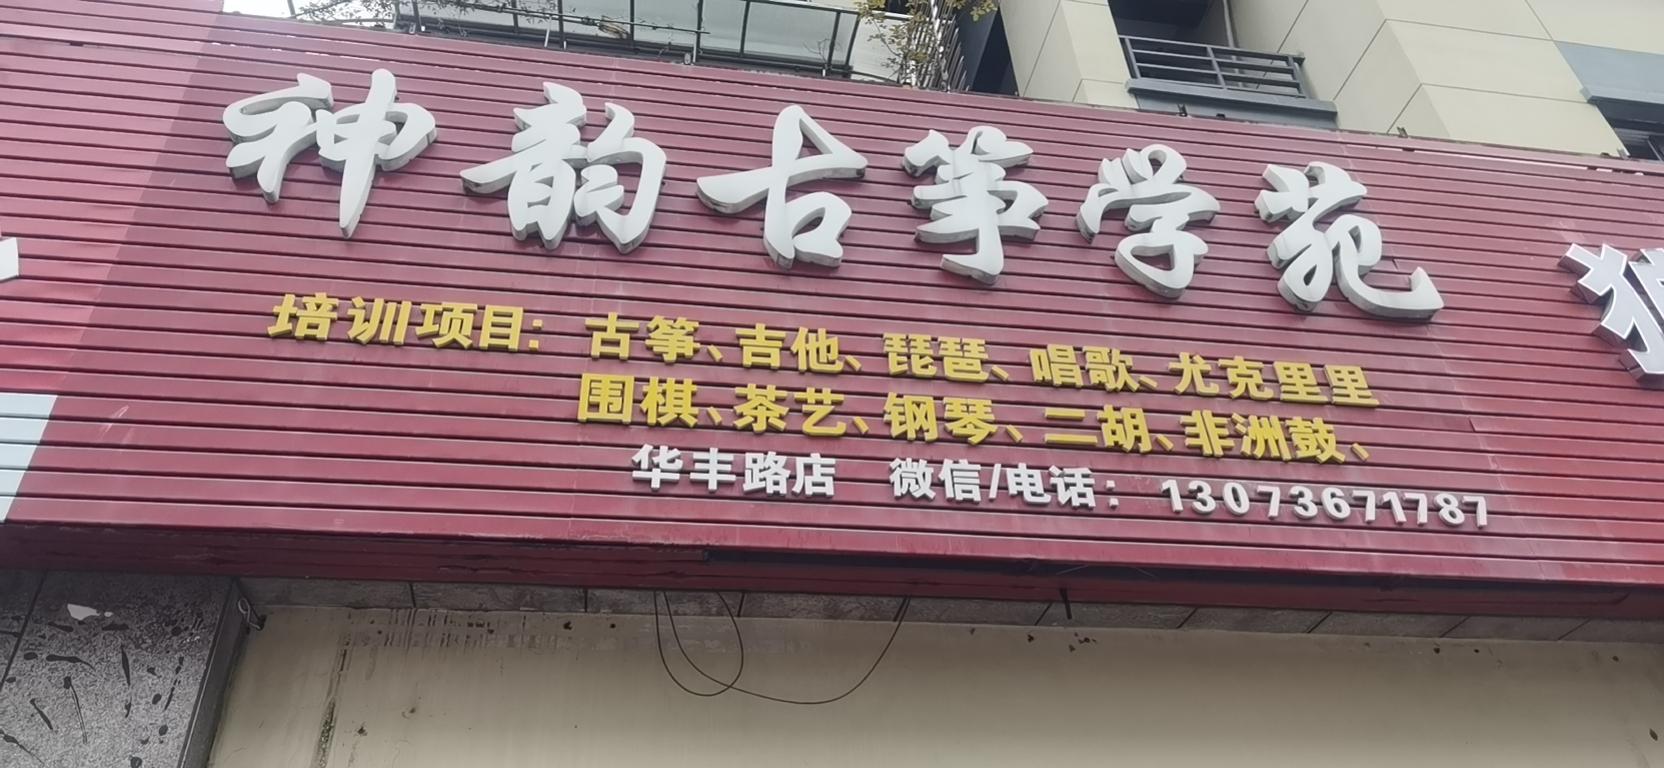 神韵古筝学苑
培训项目：古筝、吉他、琵琶、唱歌、尤克里里
围棋、茶艺、钢琴、二胡、非洲鼓、
华丰路店 微信/电话：13073671787